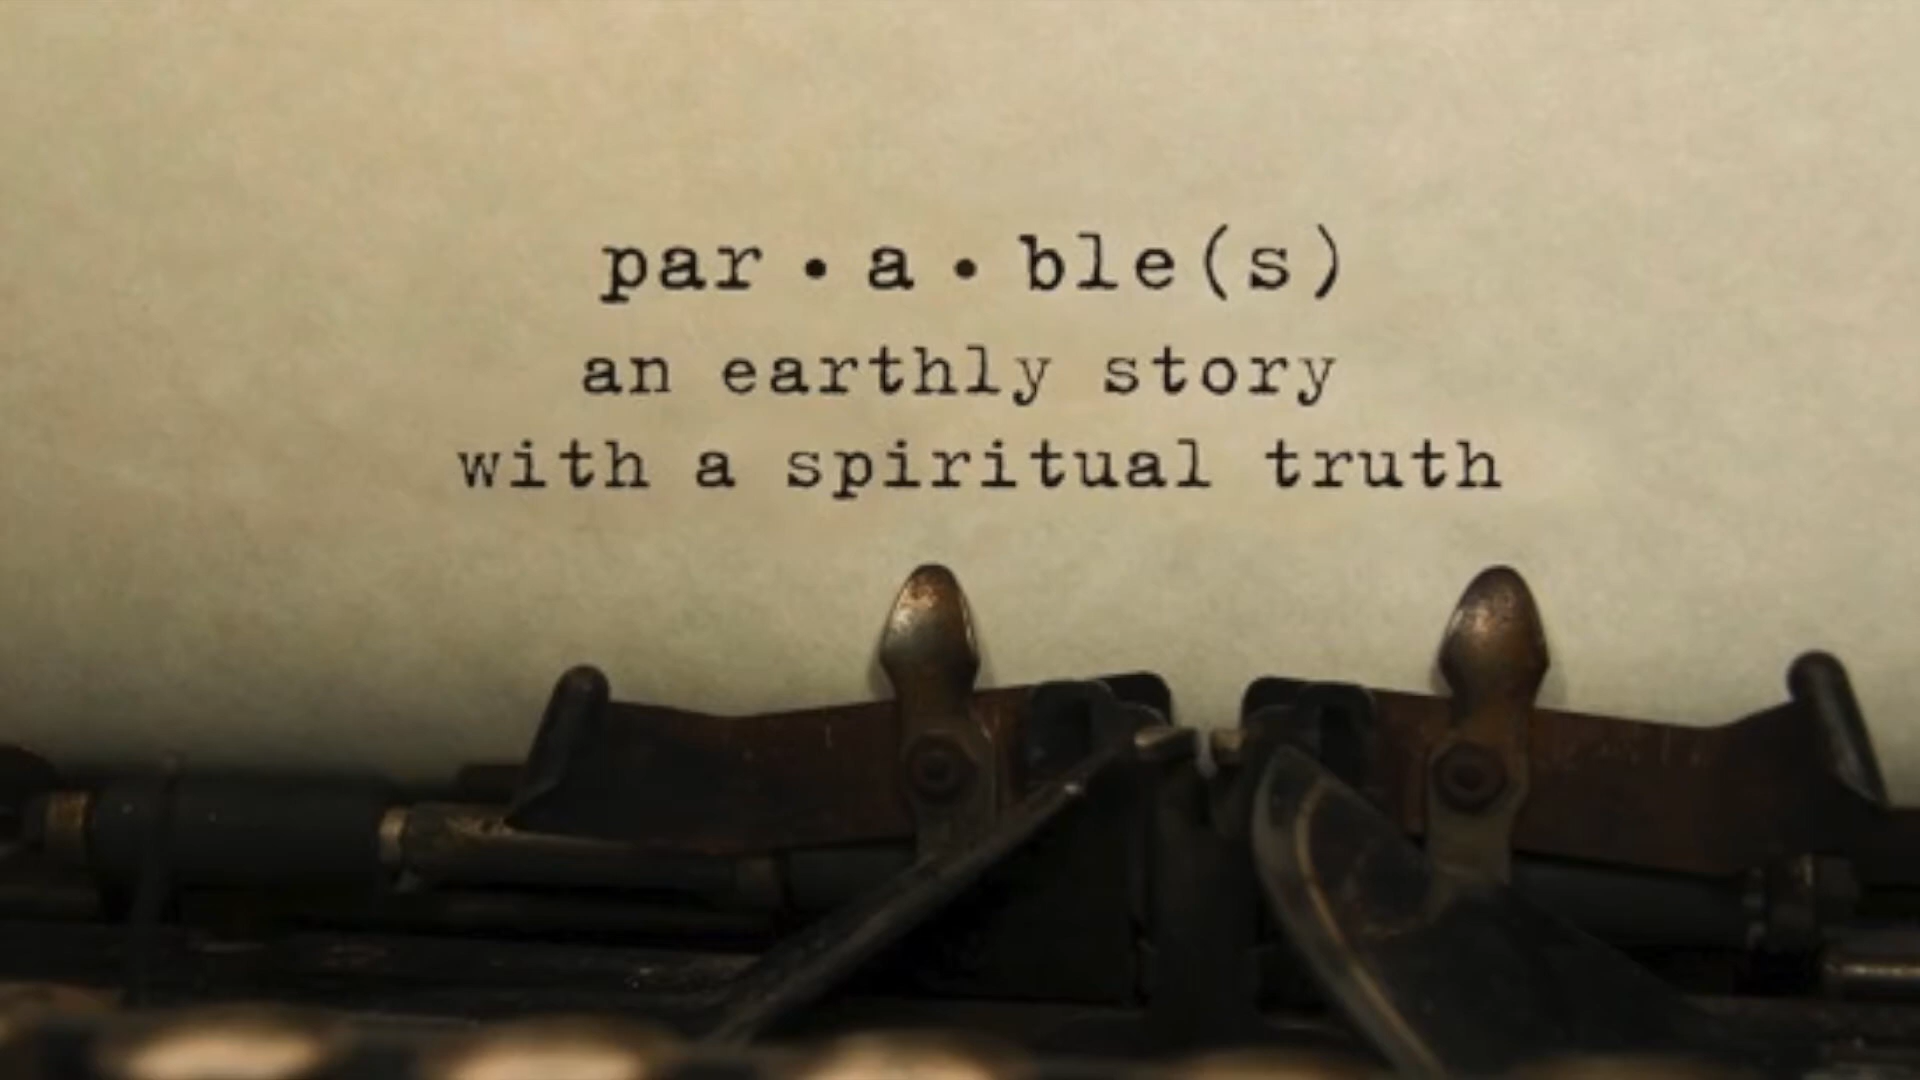 par • a • ble(s)
an earthly story
with a spiritual truth